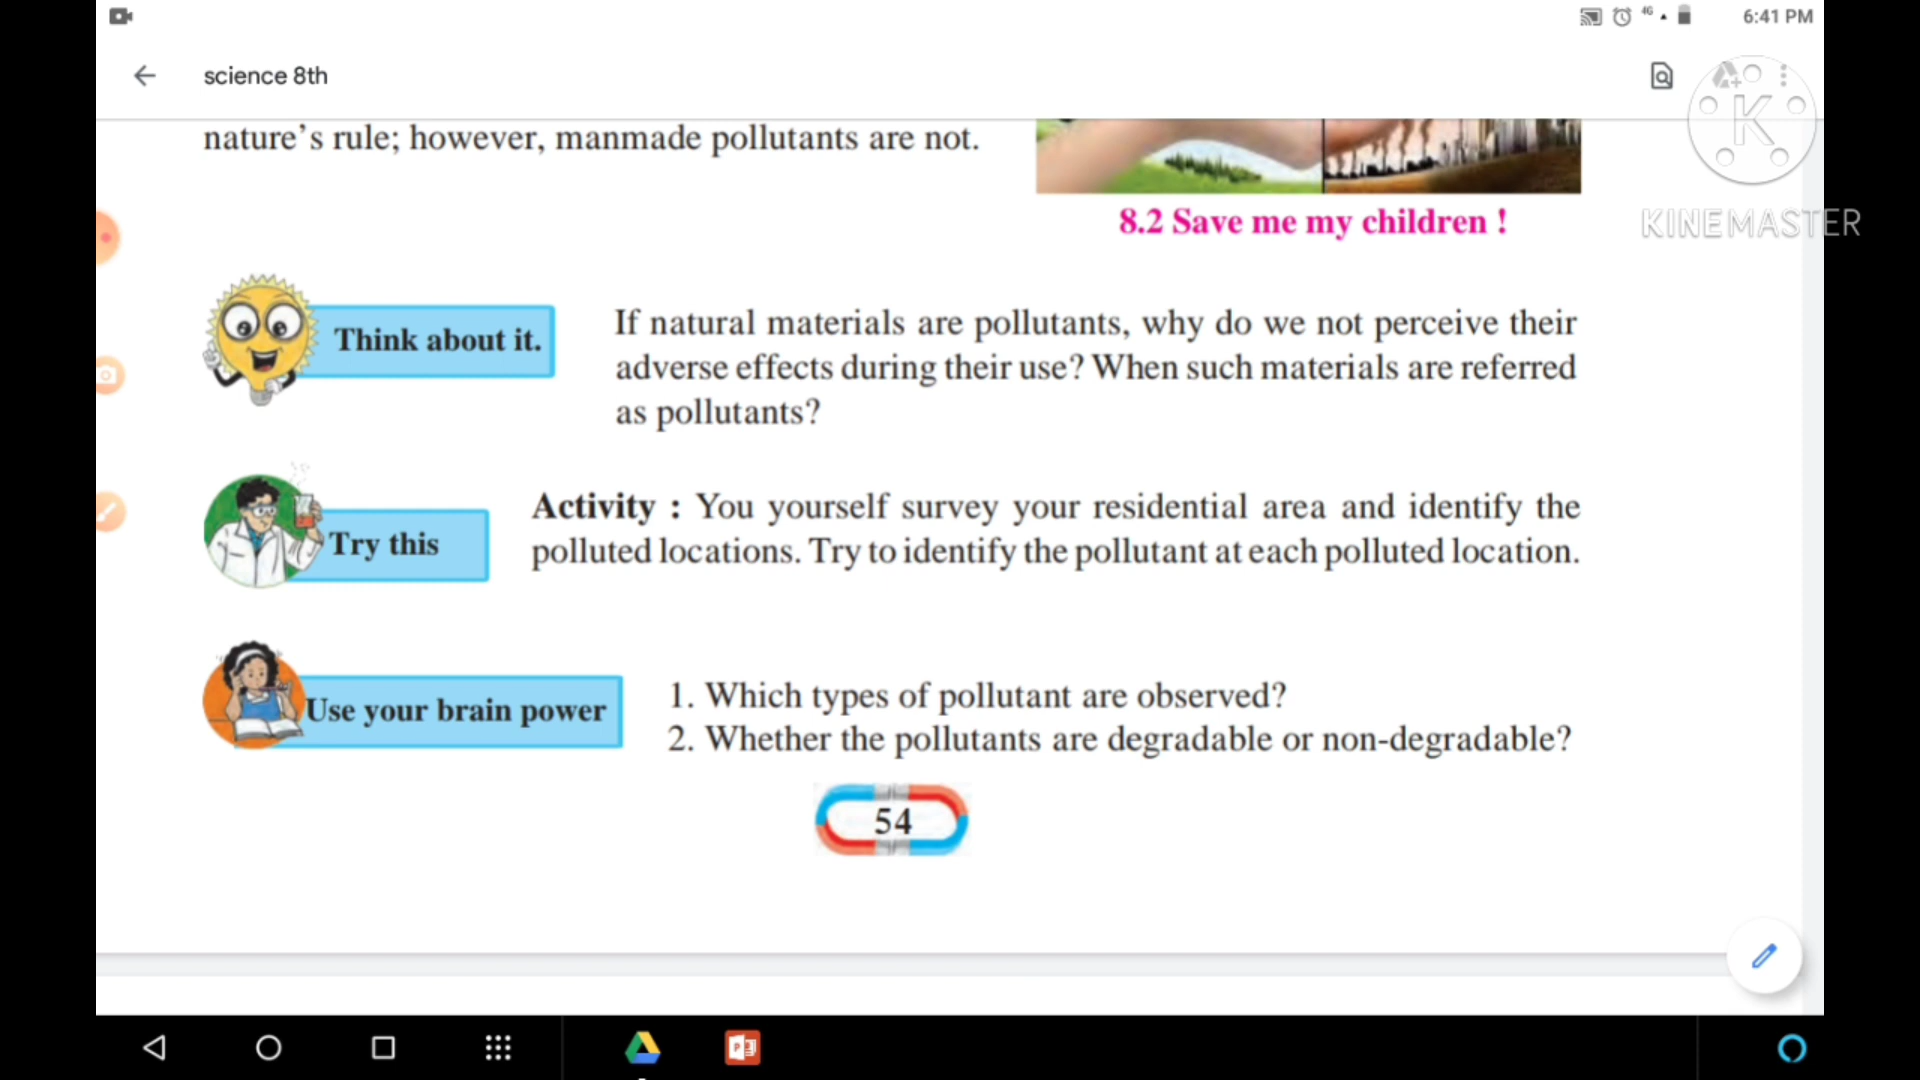 6:41 PM
4G
science 8th
K
KINEMASTER
nature’s rule; however, manmade pollutants are not.
8.2 Save me my children !
Think about it.
If natural materials are pollutants, why do we not perceive their
adverse effects during their use? When such materials are referred
as pollutants?
Try this
Activity : You yourself survey your residential area and identify the
polluted locations. Try to identify the pollutant at each polluted location.
Use your brain power
1. Which types of pollutant are observed?
2. Whether the pollutants are degradable or non-degradable?
54